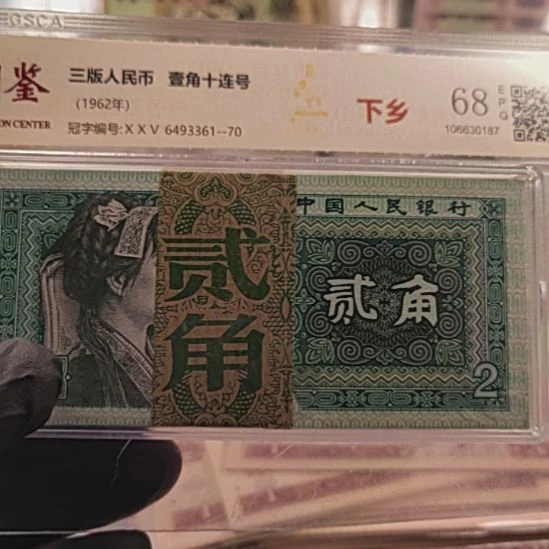 GSCA
鉴 三版人民币 壹角十连号
(1962年)
ON CENTER 冠字编号:XXV 6493361--70
下乡
68 EPQ
106630187
中国人民银行
贰角
贰角
2